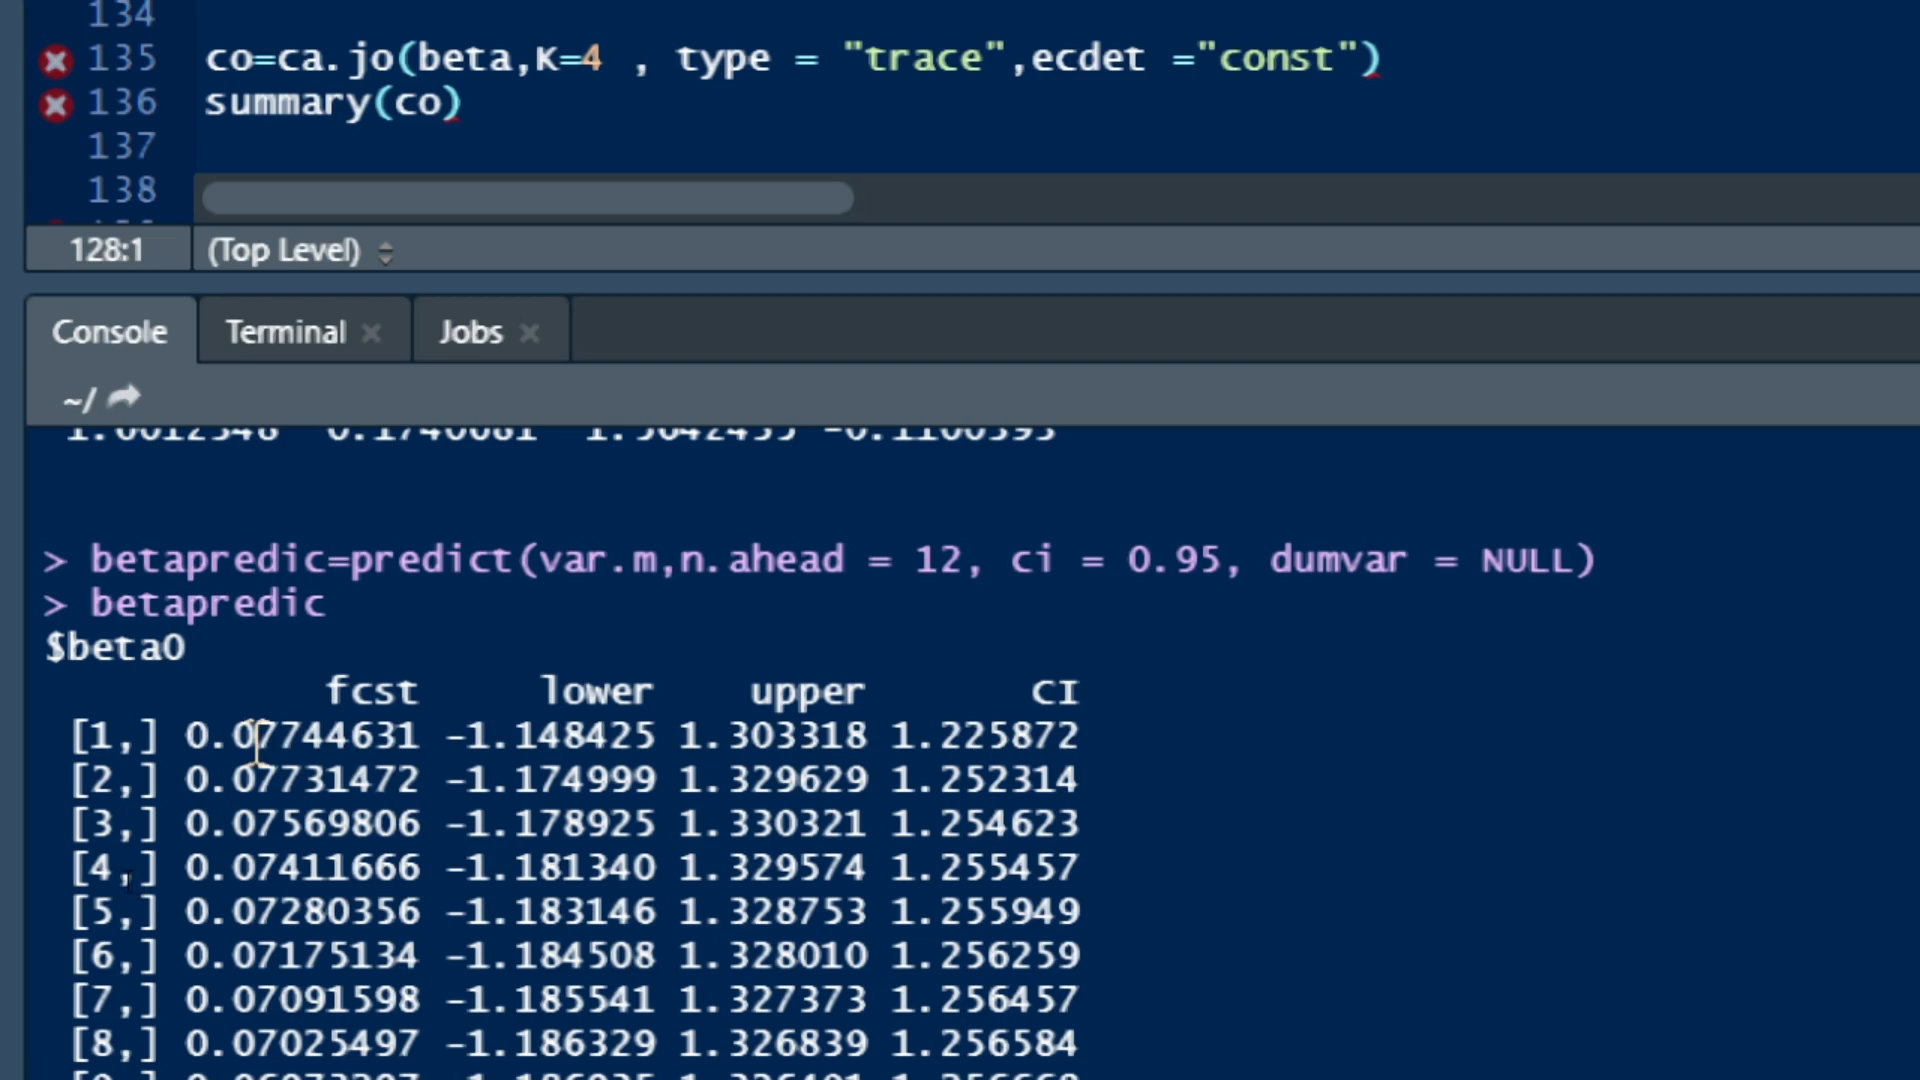 134
135 co=ca.jo(beta,K=4 , type = "trace",ecdet ="const")
136 summary(co)
137
138
128:1 (Top Level)
Console Terminal Jobs
~/
> betapredic=predict(var.m,n.ahead = 12, ci = 0.95, dumvar = NULL)
> betapredic
$beta0
fcst lower upper CI
[1,] 0.07744631 -1.148425 1.303318 1.225872
[2,] 0.07731472 -1.174999 1.329629 1.252314
[3,] 0.07569806 -1.178925 1.330321 1.254623
[4,] 0.07411666 -1.181340 1.329574 1.255457
[5,] 0.07280356 -1.183146 1.328753 1.255949
[6,] 0.07175134 -1.184508 1.328010 1.256259
[7,] 0.07091598 -1.185541 1.327373 1.256457
[8,] 0.07025497 -1.186329 1.326839 1.256584